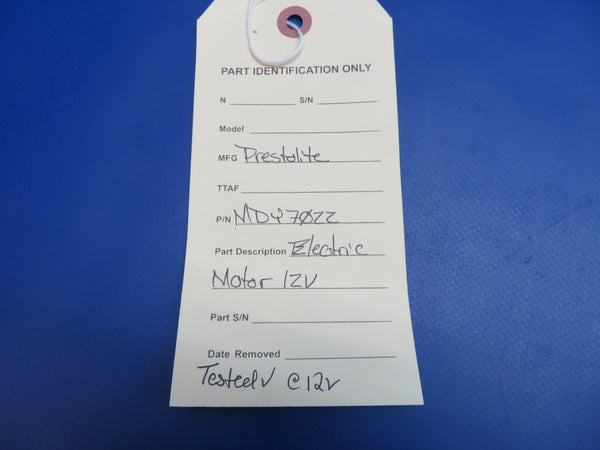 PART IDENTIFICATION ONLY
N S/N
Model
MFG Prestolite
TTAF
P/N MDY7022
Part Description Electric
Motor 12V
Part S/N
Date Removed
Tested √ @ 12v